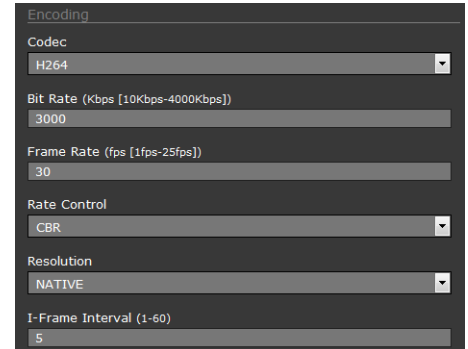 Encoding
Codec
H264
Bit Rate (Kbps [10Kbps-4000Kbps])
3000
Frame Rate (fps [1fps-25fps])
30
Rate Control
CBR
Resolution
NATIVE
I-Frame Interval (1-60)
5